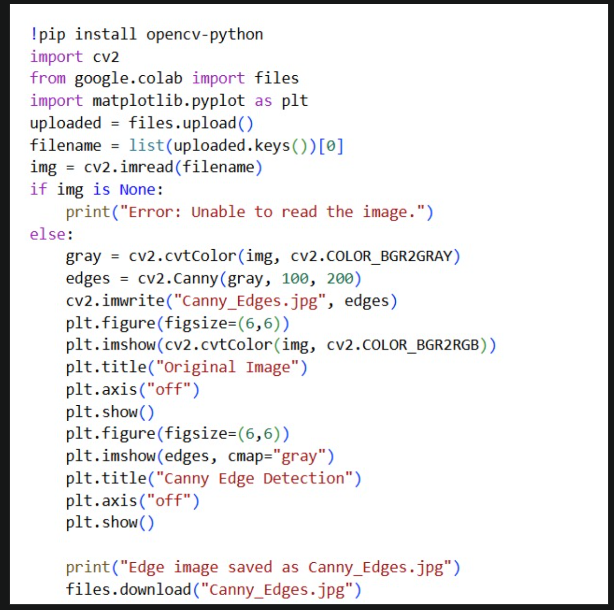 !pip install opencv-python
import cv2
from google.colab import files
import matplotlib.pyplot as plt
uploaded = files.upload()
filename = list(uploaded.keys())[0]
img = cv2.imread(filename)
if img is None:
    print("Error: Unable to read the image.")
else:
    gray = cv2.cvtColor(img, cv2.COLOR_BGR2GRAY)
    edges = cv2.Canny(gray, 100, 200)
    cv2.imwrite("Canny_Edges.jpg", edges)
    plt.figure(figsize=(6,6))
    plt.imshow(cv2.cvtColor(img, cv2.COLOR_BGR2RGB))
    plt.title("Original Image")
    plt.axis("off")
    plt.show()
    plt.figure(figsize=(6,6))
    plt.imshow(edges, cmap="gray")
    plt.title("Canny Edge Detection")
    plt.axis("off")
    plt.show()

    print("Edge image saved as Canny_Edges.jpg")
    files.download("Canny_Edges.jpg")